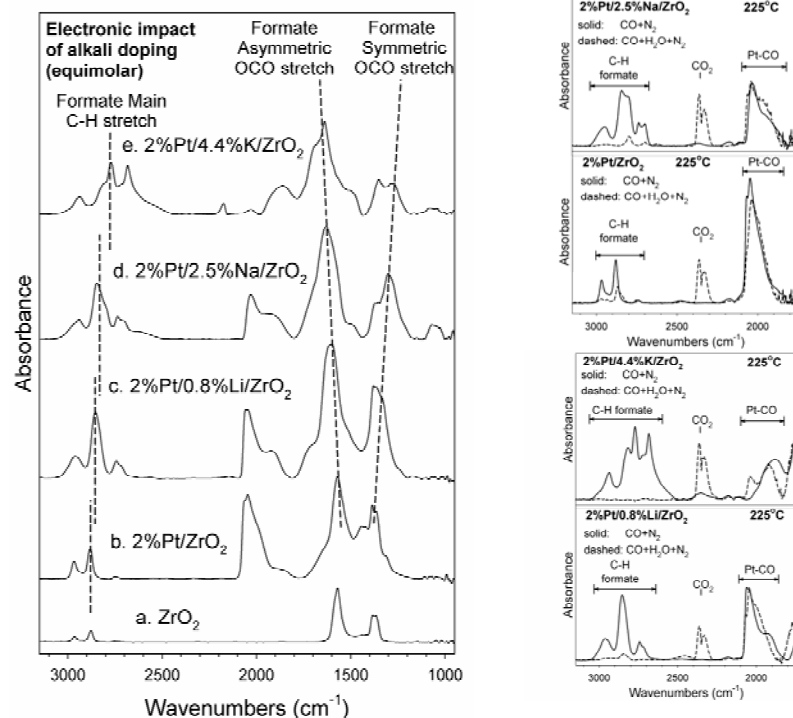 Electronic impact
of alkali doping
(equimolar)
Formate
Asymmetric
OCO stretch
Formate
Symmetric
OCO stretch
Formate Main
C-H stretch
e. 2%Pt/4.4%K/ZrO2
d. 2%Pt/2.5%Na/ZrO2
c. 2%Pt/0.8%Li/ZrO2
b. 2%Pt/ZrO2
a. ZrO2
Absorbance
3000 2500 2000 1500 1000
Wavenumbers (cm-1)
2%Pt/2.5%Na/ZrO2 225°C
solid: CO+N2
dashed: CO+H2O+N2
C-H
formate
CO2
Pt-CO
Absorbance
2%Pt/ZrO2 225°C
solid: CO+N2
dashed: CO+H2O+N2
C-H
formate
CO2
Pt-CO
Absorbance
3000 2500 2000
Wavenumbers (cm-1)
2%Pt/4.4%K/ZrO2 225°C
solid: CO+N2
dashed: CO+H2O+N2
C-H formate
CO2
Pt-CO
Absorbance
2%Pt/0.8%Li/ZrO2 225°C
solid: CO+N2
dashed: CO+H2O+N2
C-H
formate
CO2
Pt-CO
Absorbance
3000 2500 2000
Wavenumbers (cm-1)